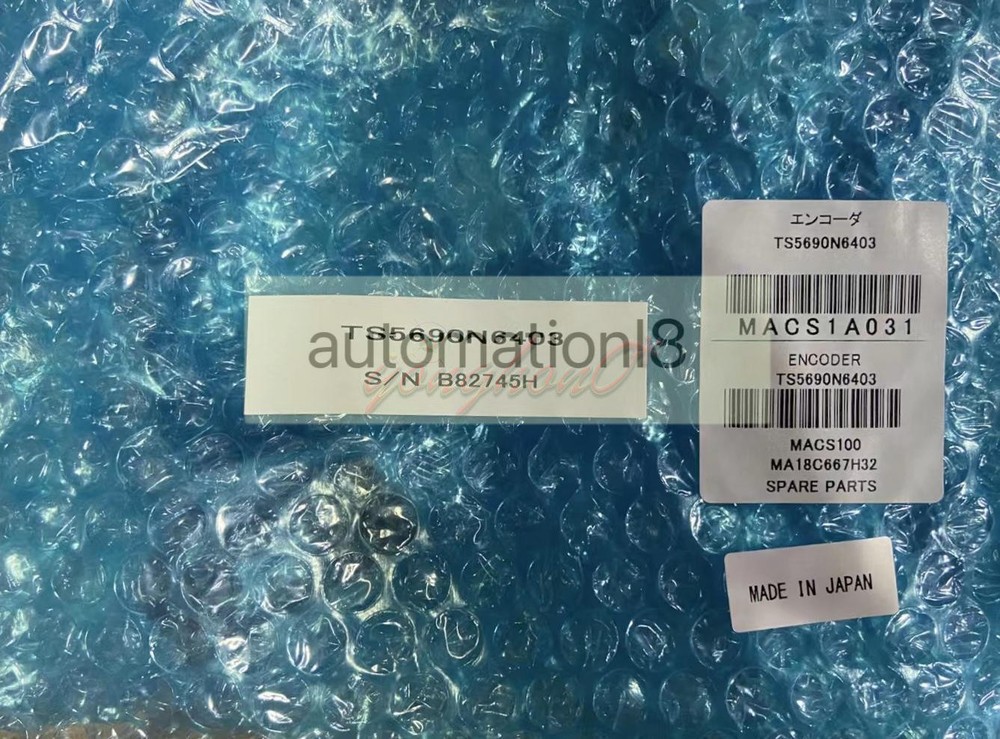 TS5690N6403
automation18
S/N B82745H
エンコーダ
TS5690N6403
MACS1A031
ENCODER
TS5690N6403
MACS100
MA18C667H32
SPARE PARTS
MADE IN JAPAN